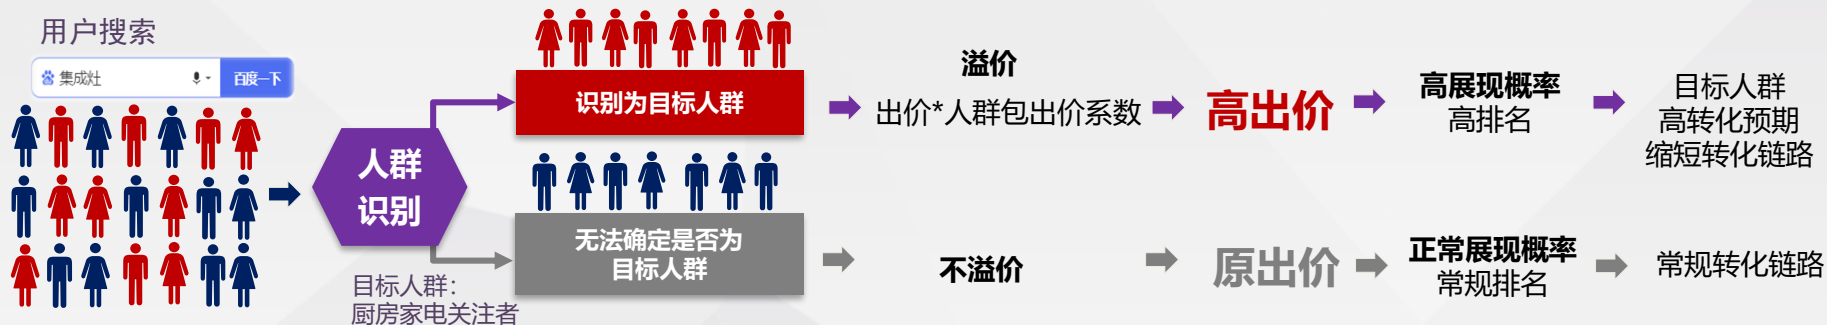 用户搜索
集成灶
百度一下
人群
识别
目标人群：
厨房家电关注者
识别为目标人群
溢价
出价*人群包出价系数
高出价
高展现概率
高排名
目标人群
高转化预期
缩短转化链路
无法确定是否为
目标人群
不溢价
原出价
正常展现概率
常规排名
常规转化链路